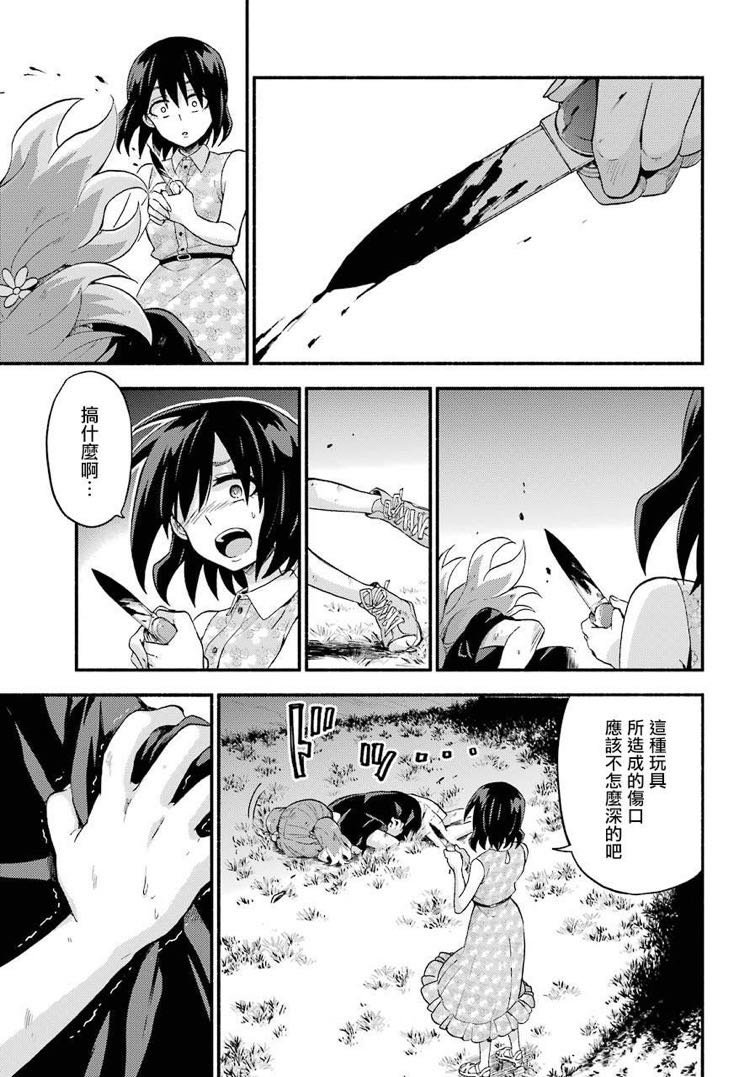 搞什麼啊…
這種玩具
所造成的傷口
應該不怎麼深的吧
ドドッ